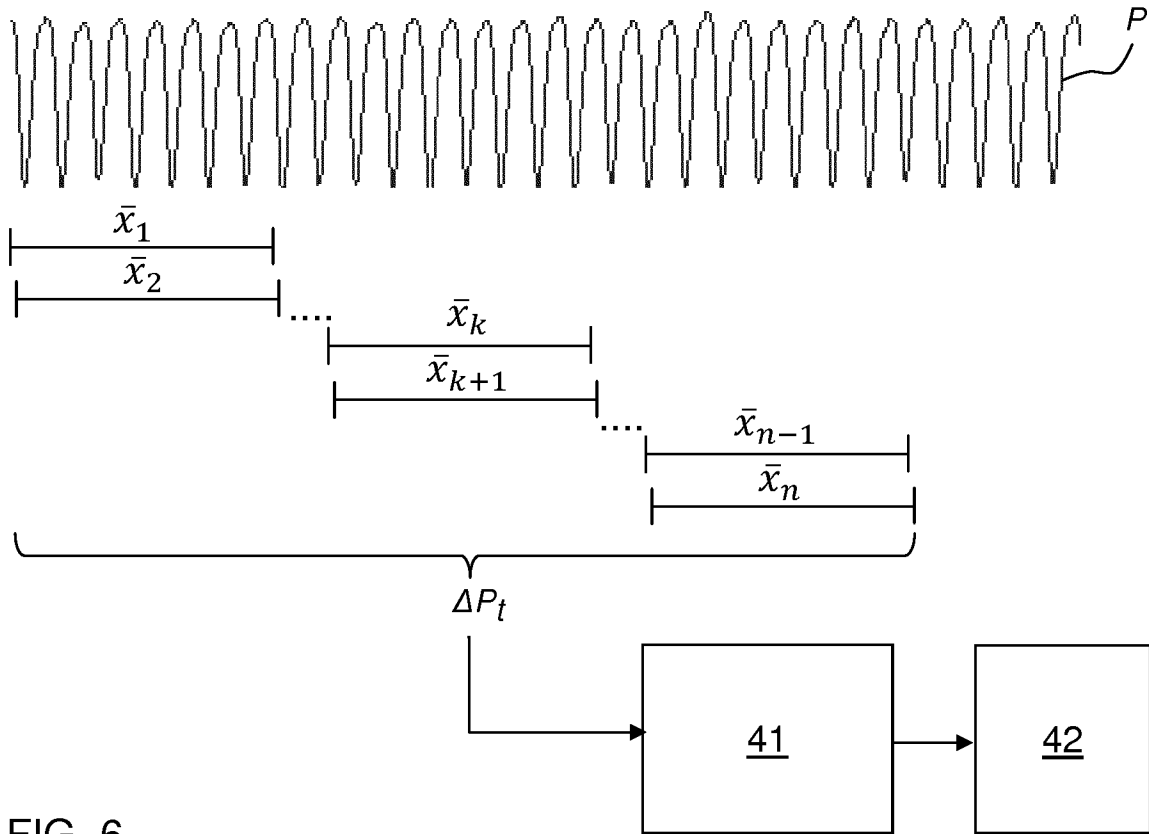 P
x̄₁
x̄₂
.....
x̄ₖ
x̄ₖ₊₁
.....
x̄ₙ₋₁
x̄ₙ
ΔPₜ
41
42
FIG. 6